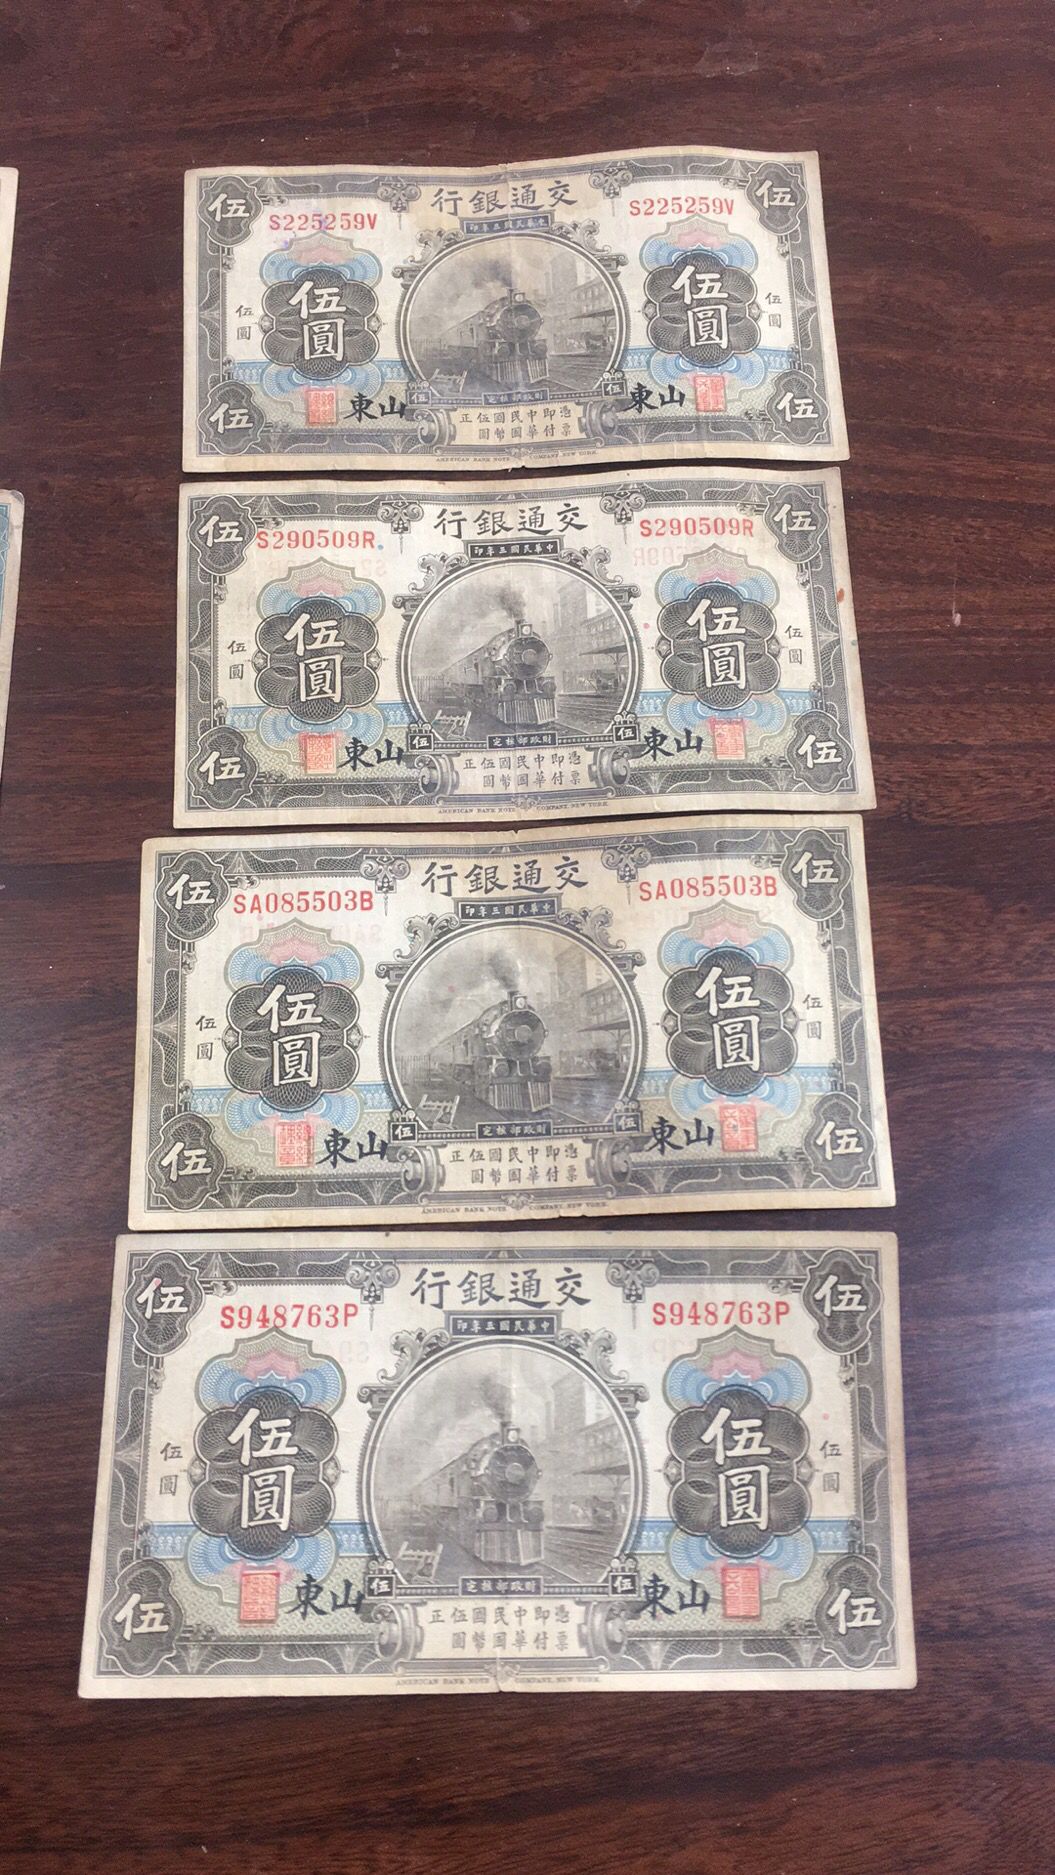 伍
交通銀行
伍
S225259V
S225259V
中華民國三年印
伍圓
伍圓
伍圓
伍圓
山東
山東
伍
伍
伍
財政部核定
伍
憑票即付中華民國國幣伍圓正
AMERICAN BANK NOTE COMPANY, NEW YORK.
伍
交通銀行
伍
S290509R
S290509R
中華民國三年印
伍圓
伍圓
伍圓
伍圓
山東
山東
伍
伍
伍
財政部核定
伍
憑票即付中華民國國幣伍圓正
AMERICAN BANK NOTE COMPANY, NEW YORK.
伍
交通銀行
伍
SA085503B
SA085503B
中華民國三年印
伍圓
伍圓
伍圓
伍圓
山東
山東
伍
伍
伍
財政部核定
伍
憑票即付中華民國國幣伍圓正
AMERICAN BANK NOTE COMPANY, NEW YORK.
伍
交通銀行
伍
S948763P
S948763P
中華民國三年印
伍圓
伍圓
伍圓
伍圓
山東
山東
伍
伍
伍
財政部核定
伍
憑票即付中華民國國幣伍圓正
AMERICAN BANK NOTE COMPANY, NEW YORK.